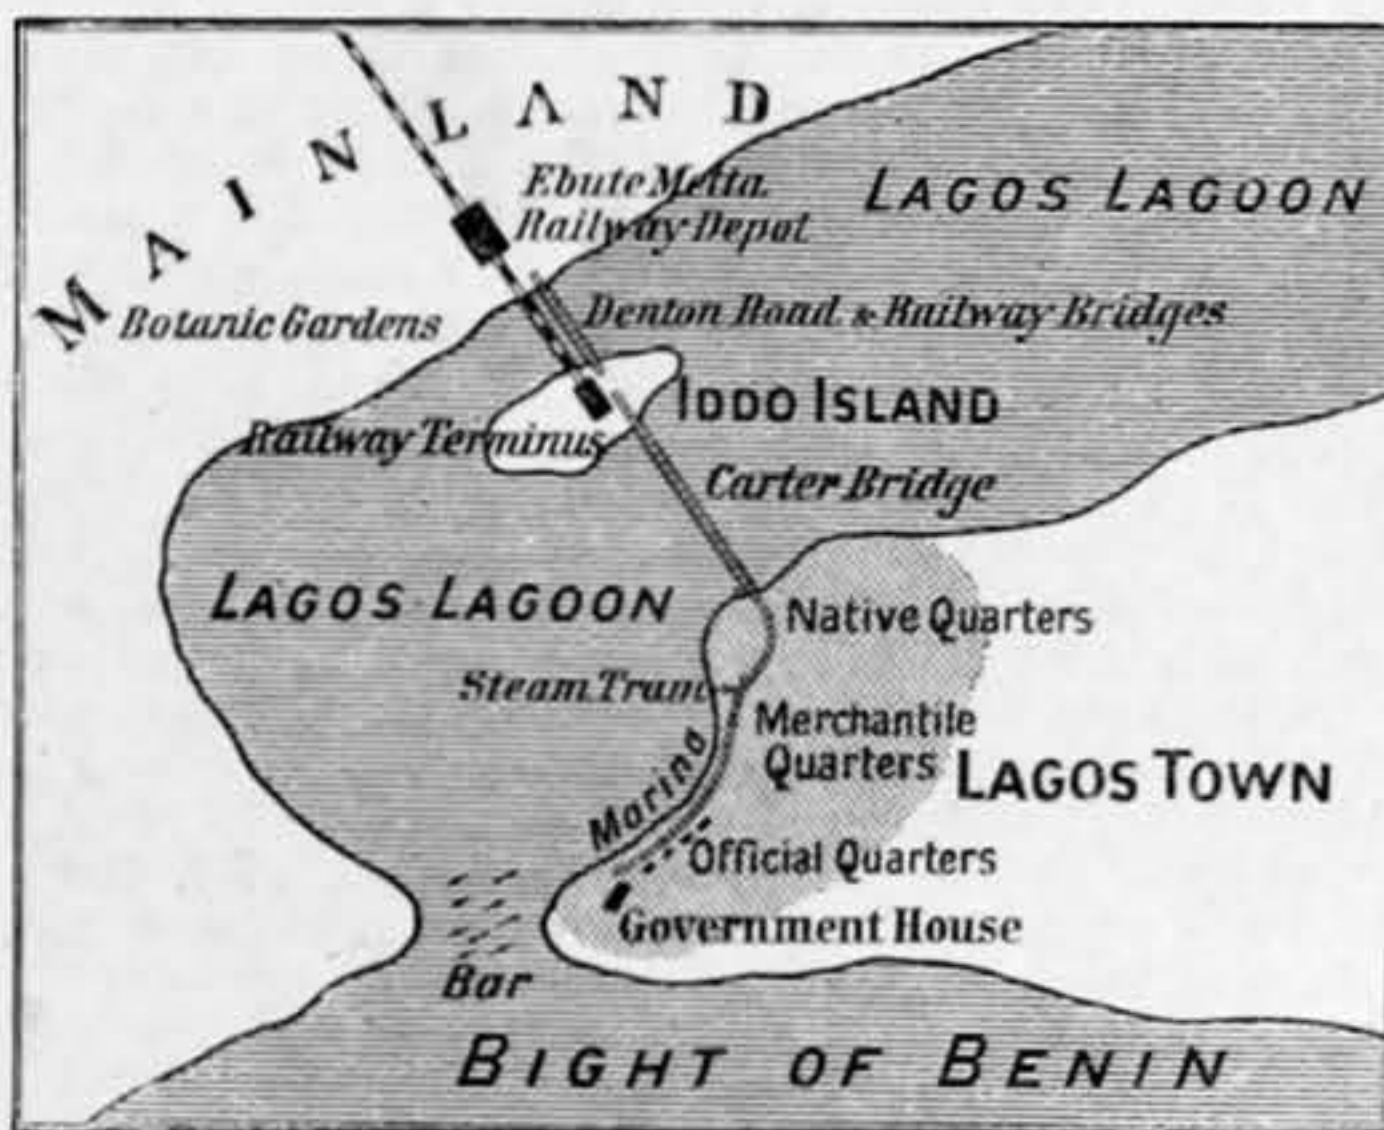 MAINLAND
Ebute Metta
Railway Depot
LAGOS LAGOON
Botanic Gardens
Denton Road & Railway Bridges
IDDO ISLAND
Railway Terminus
Carter Bridge
LAGOS LAGOON
Native Quarters
Steam Tram
Merchantile
Quarters
LAGOS TOWN
Marina
Official Quarters
Government House
Bar
BIGHT OF BENIN